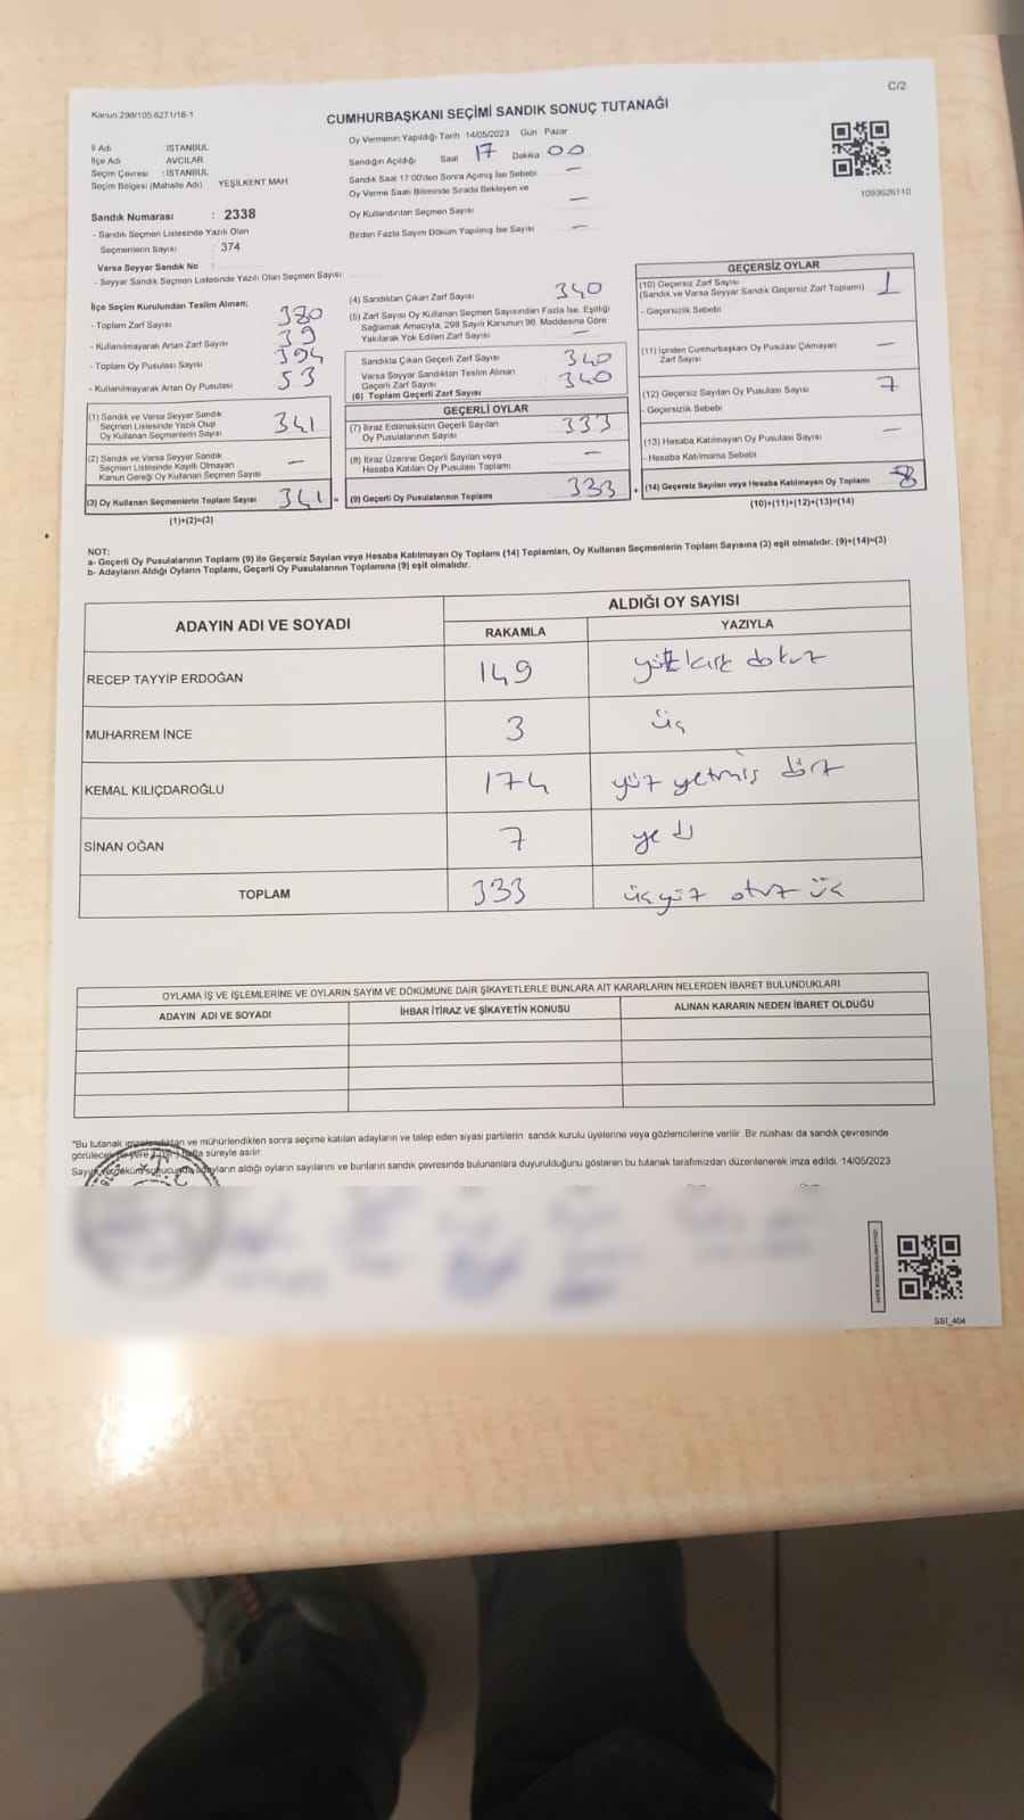 C/2
Kanun 298/105 6271/18-1
CUMHURBAŞKANI SEÇİMİ SANDIK SONUÇ TUTANAĞI
İl Adı : İSTANBUL
İlçe Adı : AVCILAR
Seçim Çevresi : İSTANBUL
Seçim Bölgesi (Mahalle Adı) YEŞİLKENT MAH
Oy Vermenin Yapıldığı Tarih 14/05/2023 Gün Pazar
Sandığın Açıldığı Saat 17 Dakika 00
Sandık Saat 17:00'den Sonra Açılmış İse Sebebi —
Oy Verme Saati Bitiminde Sırada Bekleyen ve
Oy Kullandırılan Seçmen Sayısı —
Birden Fazla Sayım Döküm Yapılmış İse Sayısı —
1093626110
Sandık Numarası : 2338
- Sandık Seçmen Listesinde Yazılı Olan
Seçmenlerin Sayısı 374
Varsa Seyyar Sandık No :
- Seyyar Sandık Seçmen Listesinde Yazılı Olan Seçmen Sayısı
İlçe Seçim Kurulundan Teslim Alınan;
- Toplam Zarf Sayısı 380
- Kullanılmayarak Artan Zarf Sayısı 39
- Toplam Oy Pusulası Sayısı 394
- Kullanılmayarak Artan Oy Pusulası 53
(1) Sandık ve Varsa Seyyar Sandık
Seçmen Listesinde Yazılı Olup
Oy Kullanan Seçmenlerin Sayısı 341
(2) Sandık ve Varsa Seyyar Sandık
Seçmen Listesinde Kayıtlı Olmayan
Kanun Gereği Oy Kullanan Seçmen Sayısı —
(3) Oy Kullanan Seçmenlerin Toplam Sayısı 341 =
(1)+(2)=(3)
(4) Sandıktan Çıkan Zarf Sayısı 340
(5) Zarf Sayısı Oy Kullanan Seçmen Sayısından Fazla İse, Eşitliği
Sağlamak Amacıyla, 298 Sayılı Kanunun 98. Maddesine Göre
Yakılarak Yok Edilen Zarf Sayısı —
Sandıkta Çıkan Geçerli Zarf Sayısı 340
Varsa Seyyar Sandıktan Teslim Alınan
Geçerli Zarf Sayısı 340
(6) Toplam Geçerli Zarf Sayısı
GEÇERLİ OYLAR
(7) İtiraz Edilmeksizin Geçerli Sayılan
Oy Pusulalarının Sayısı 333
(8) İtiraz Üzerine Geçerli Sayılan veya
Hesaba Katılan Oy Pusulası Toplamı —
(9) Geçerli Oy Pusulalarının Toplamı 333 +
GEÇERSİZ OYLAR
(10) Geçersiz Zarf Sayısı
(Sandık ve Varsa Seyyar Sandık Geçersiz Zarf Toplamı) 1
- Geçersizlik Sebebi
(11) İçinden Cumhurbaşkanı Oy Pusulası Çıkmayan
Zarf Sayısı —
(12) Geçersiz Sayılan Oy Pusulası Sayısı 7
- Geçersizlik Sebebi
(13) Hesaba Katılmayan Oy Pusulası Sayısı —
- Hesaba Katılmama Sebebi
(14) Geçersiz Sayılan veya Hesaba Katılmayan Oy Toplamı 8
(10)+(11)+(12)+(13)=(14)
NOT:
a- Geçerli Oy Pusulalarının Toplamı (9) ile Geçersiz Sayılan veya Hesaba Katılmayan Oy Toplamı (14) Toplamları, Oy Kullanan Seçmenlerin Toplam Sayısına (3) eşit olmalıdır. (9)+(14)=(3)
b- Adayların Aldığı Oyların Toplamı, Geçerli Oy Pusulalarının Toplamına (9) eşit olmalıdır.
ADAYIN ADI VE SOYADI
ALDIĞI OY SAYISI
RAKAMLA YAZIYLA
RECEP TAYYİP ERDOĞAN 149 yüz kırk dokuz
MUHARREM İNCE 3 üç
KEMAL KILIÇDAROĞLU 174 yüz yetmiş dört
SİNAN OĞAN 7 yedi
TOPLAM 333 üçyüz otuz üç
OYLAMA İŞ VE İŞLEMLERİNE VE OYLARIN SAYIM VE DÖKÜMÜNE DAİR ŞİKAYETLERLE BUNLARA AİT KARARLARIN NELERDEN İBARET BULUNDUKLARI
ADAYIN ADI VE SOYADI İHBAR İTİRAZ VE ŞİKAYETİN KONUSU ALINAN KARARIN NEDEN İBARET OLDUĞU
*Bu tutanak imzalandıktan ve mühürlendikten sonra seçime katılan adayların ve talep eden siyasi partilerin sandık kurulu üyelerine veya gözlemcilerine verilir. Bir nüshası da sandık çevresinde
görülecek bir yere hafta süreyle asılır.
Sayım ve döküm sonucunda adayların aldığı oyların sayılarını ve bunların sandık çevresinde bulunanlara duyurulduğunu gösteren bu tutanak tarafımızdan düzenlenerek imza edildi. 14/05/2023